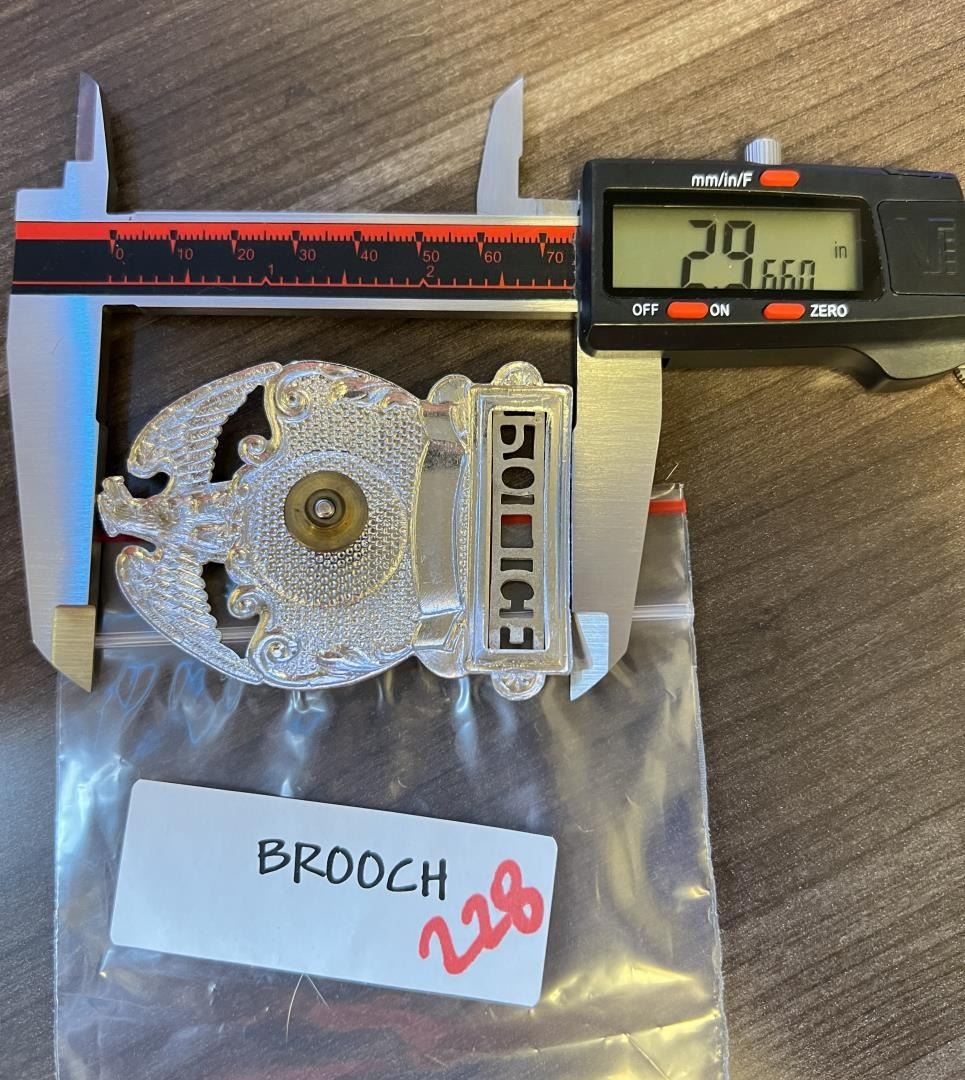 mm/in/F
2.9660 in
OFF ON ZERO
0 10 20 30 40 50 60 70
1 2
POLICE
BROOCH
228